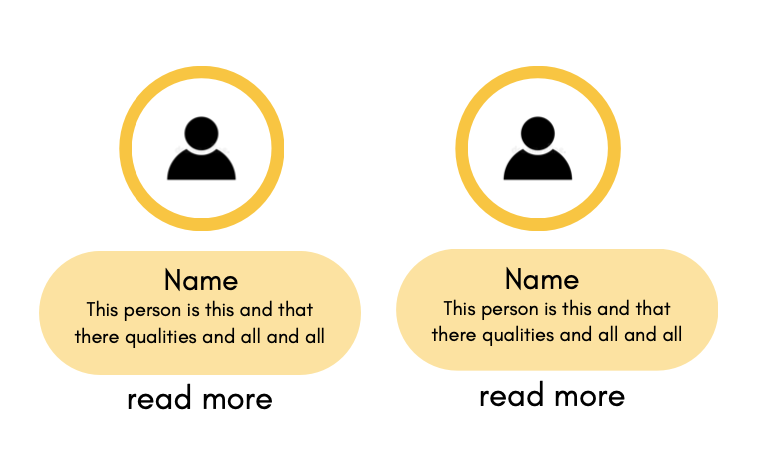 Name
This person is this and that
there qualities and all and all
read more
Name
This person is this and that
there qualities and all and all
read more